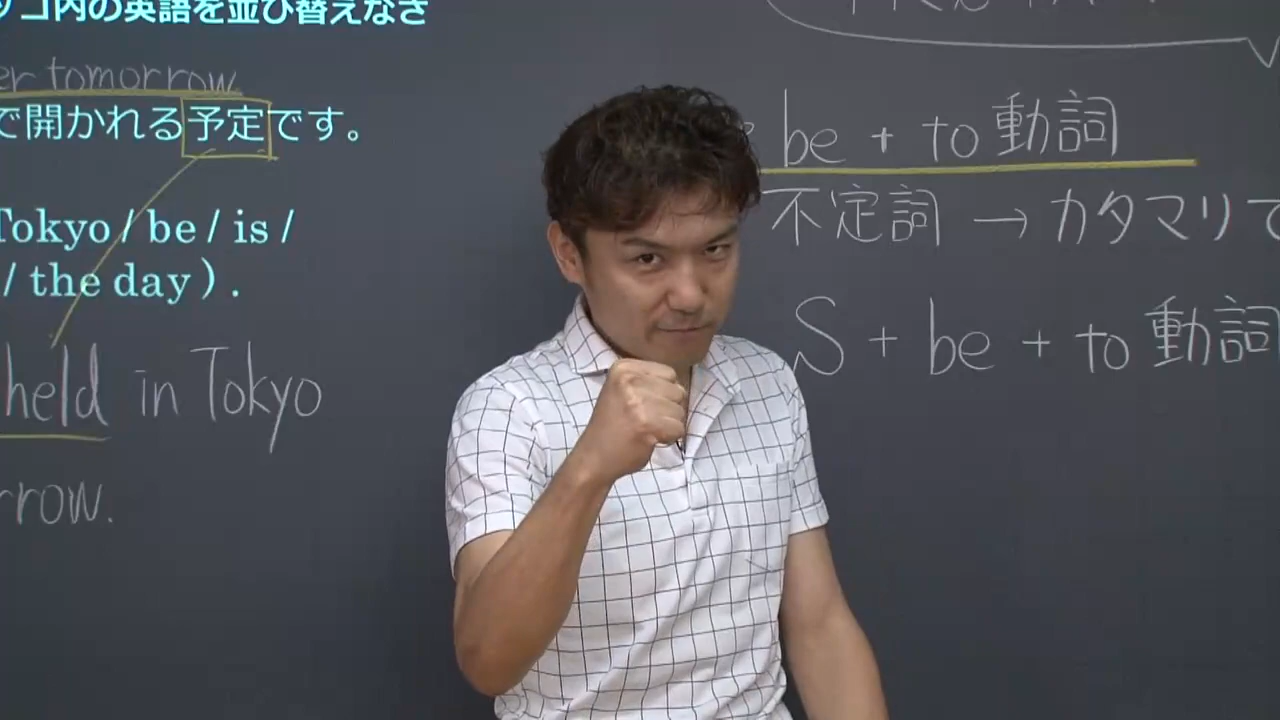 コ内の英語を並び替えなさ
er tomorrow.
で開かれる予定です。
Tokyo / be / is /
/ the day ) .
held in Tokyo
rrow.
be + to 動詞
不定詞 → カタマリで
S + be + to 動詞